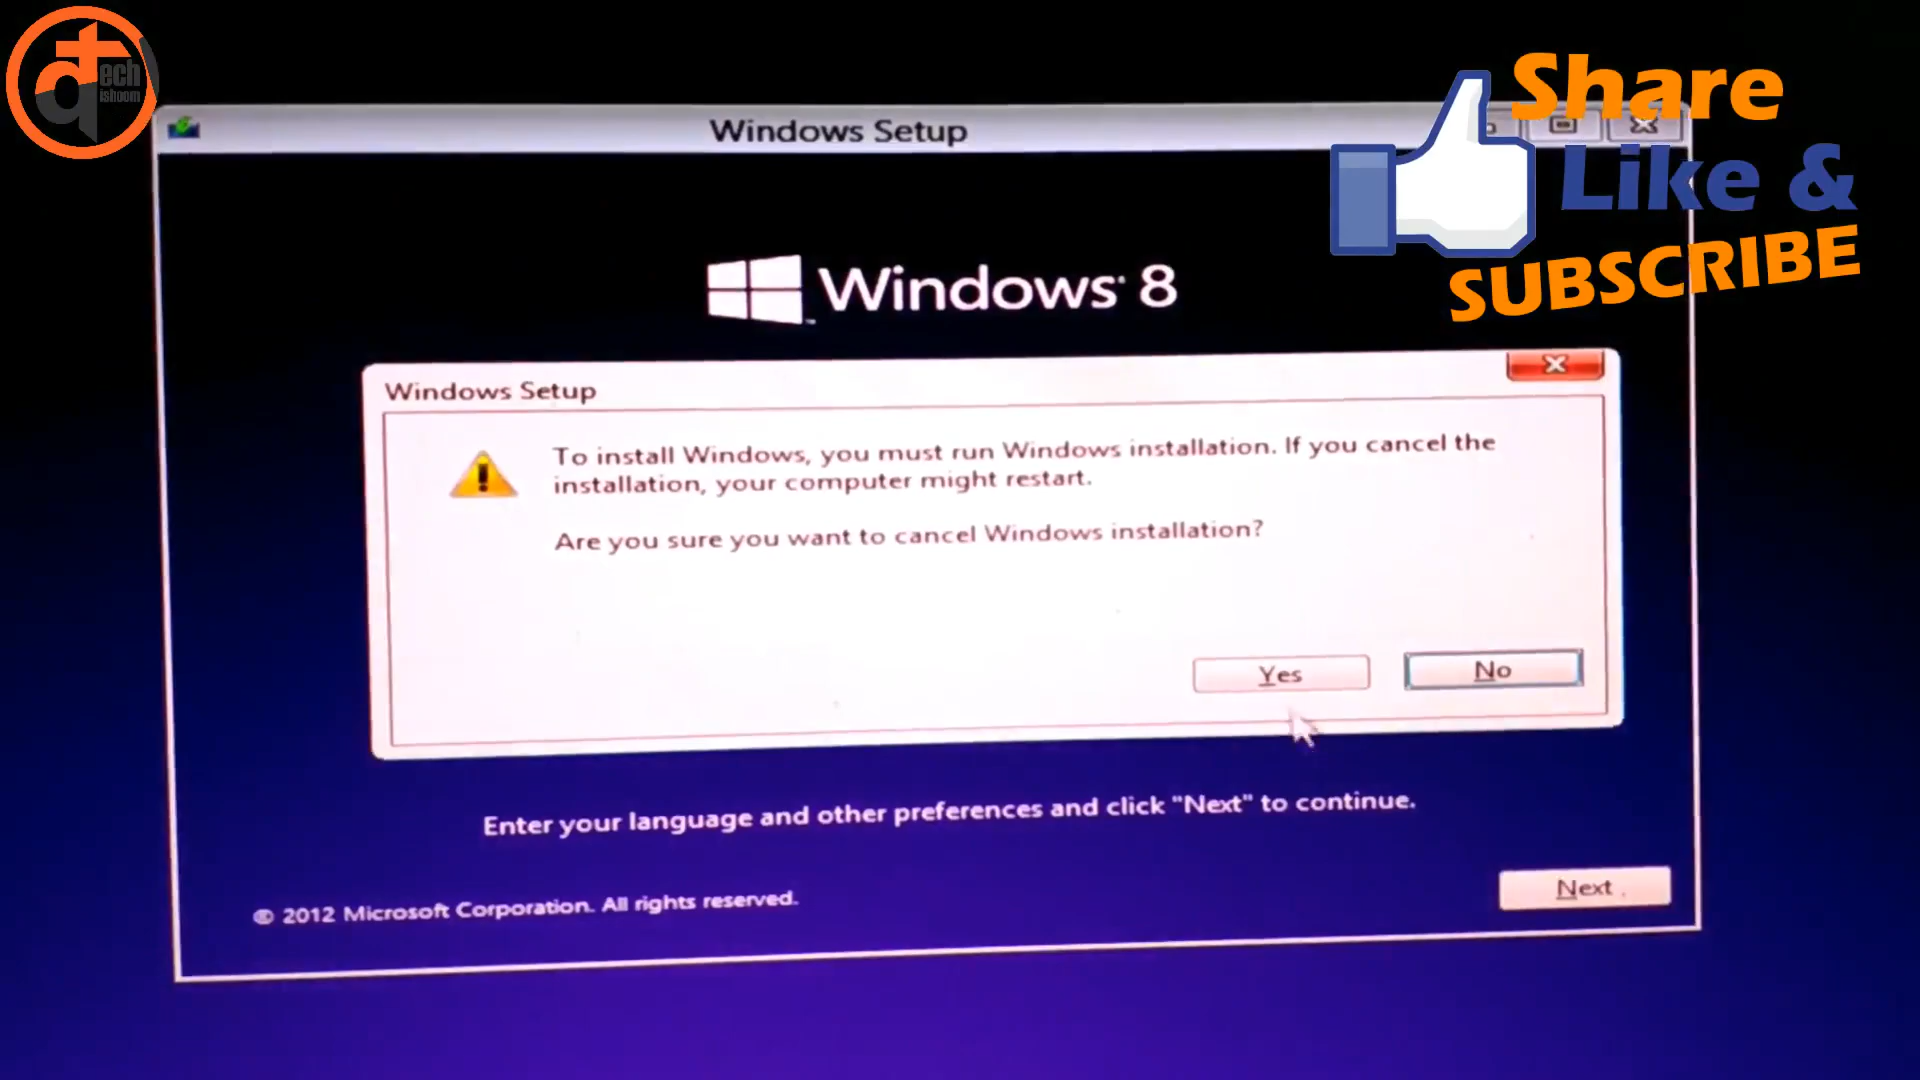 tech
dishoom
Share
Like &
SUBSCRIBE
Windows Setup
Windows 8
Windows Setup
To install Windows, you must run Windows installation. If you cancel the
installation, your computer might restart.
Are you sure you want to cancel Windows installation?
Yes
No
Enter your language and other preferences and click "Next" to continue.
© 2012 Microsoft Corporation. All rights reserved.
Next